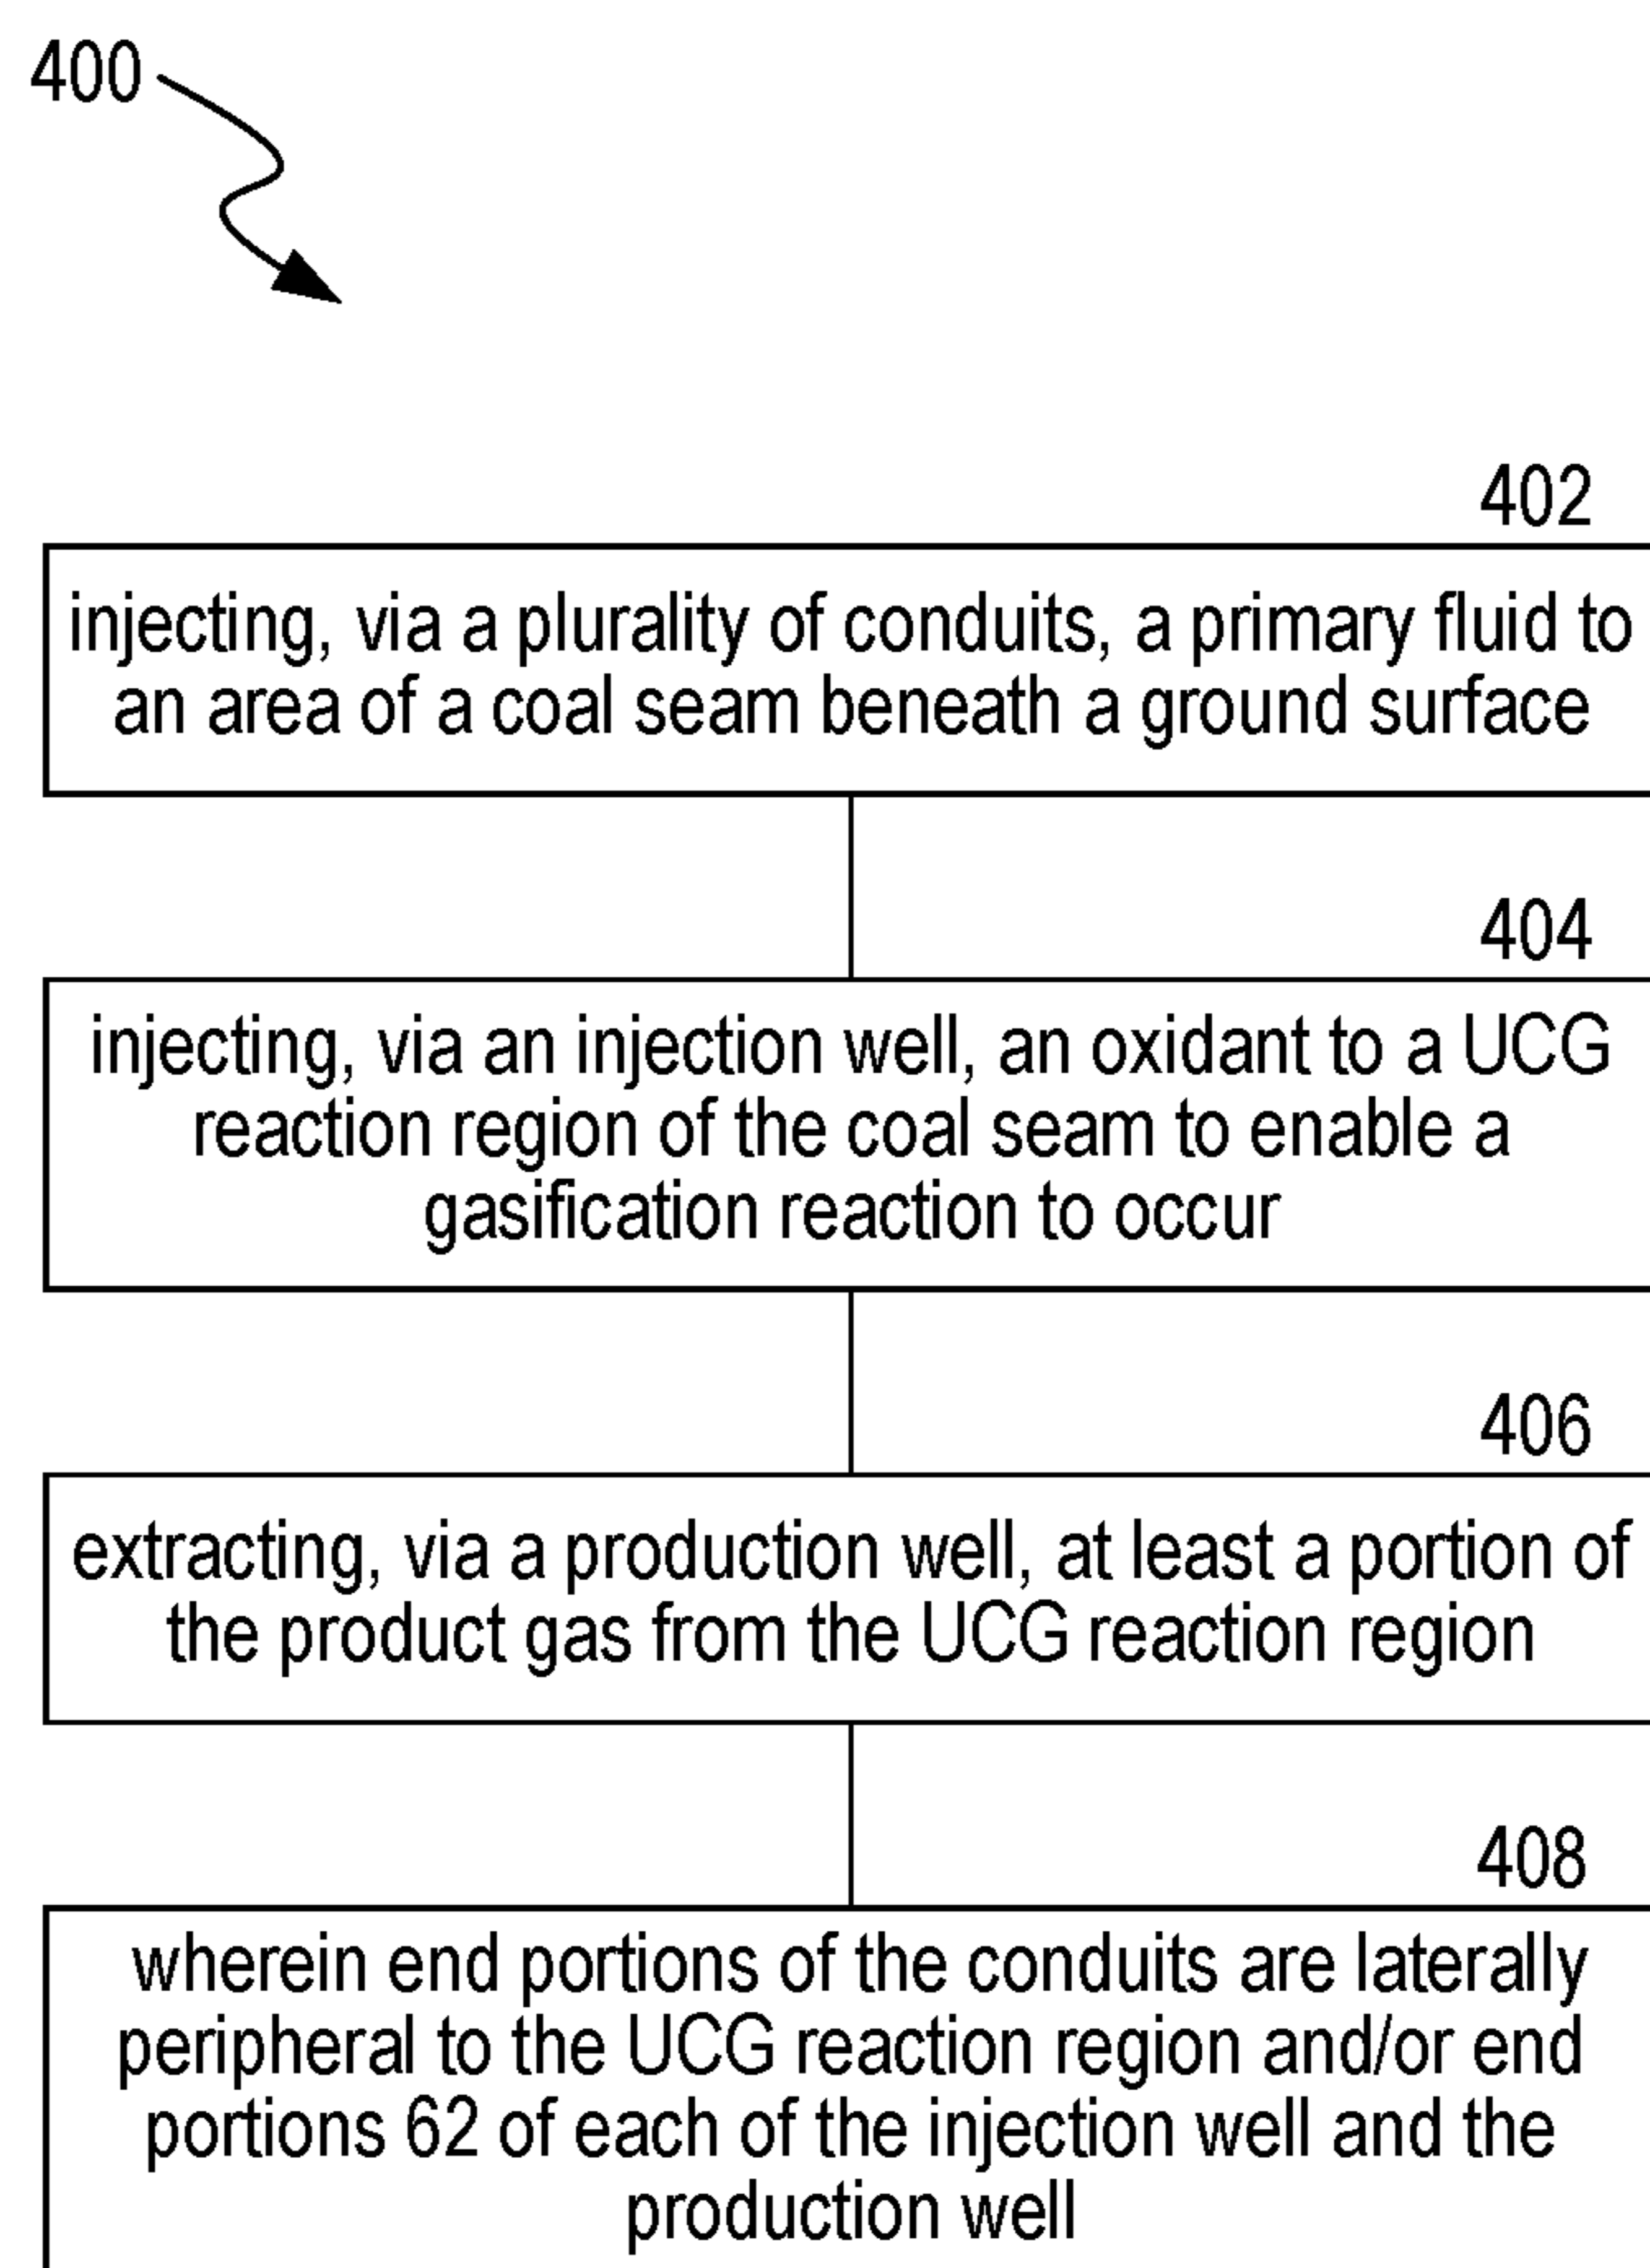 400
402
injecting, via a plurality of conduits, a primary fluid to
an area of a coal seam beneath a ground surface
404
injecting, via an injection well, an oxidant to a UCG
reaction region of the coal seam to enable a
gasification reaction to occur
406
extracting, via a production well, at least a portion of
the product gas from the UCG reaction region
408
wherein end portions of the conduits are laterally
peripheral to the UCG reaction region and/or end
portions 62 of each of the injection well and the
production well